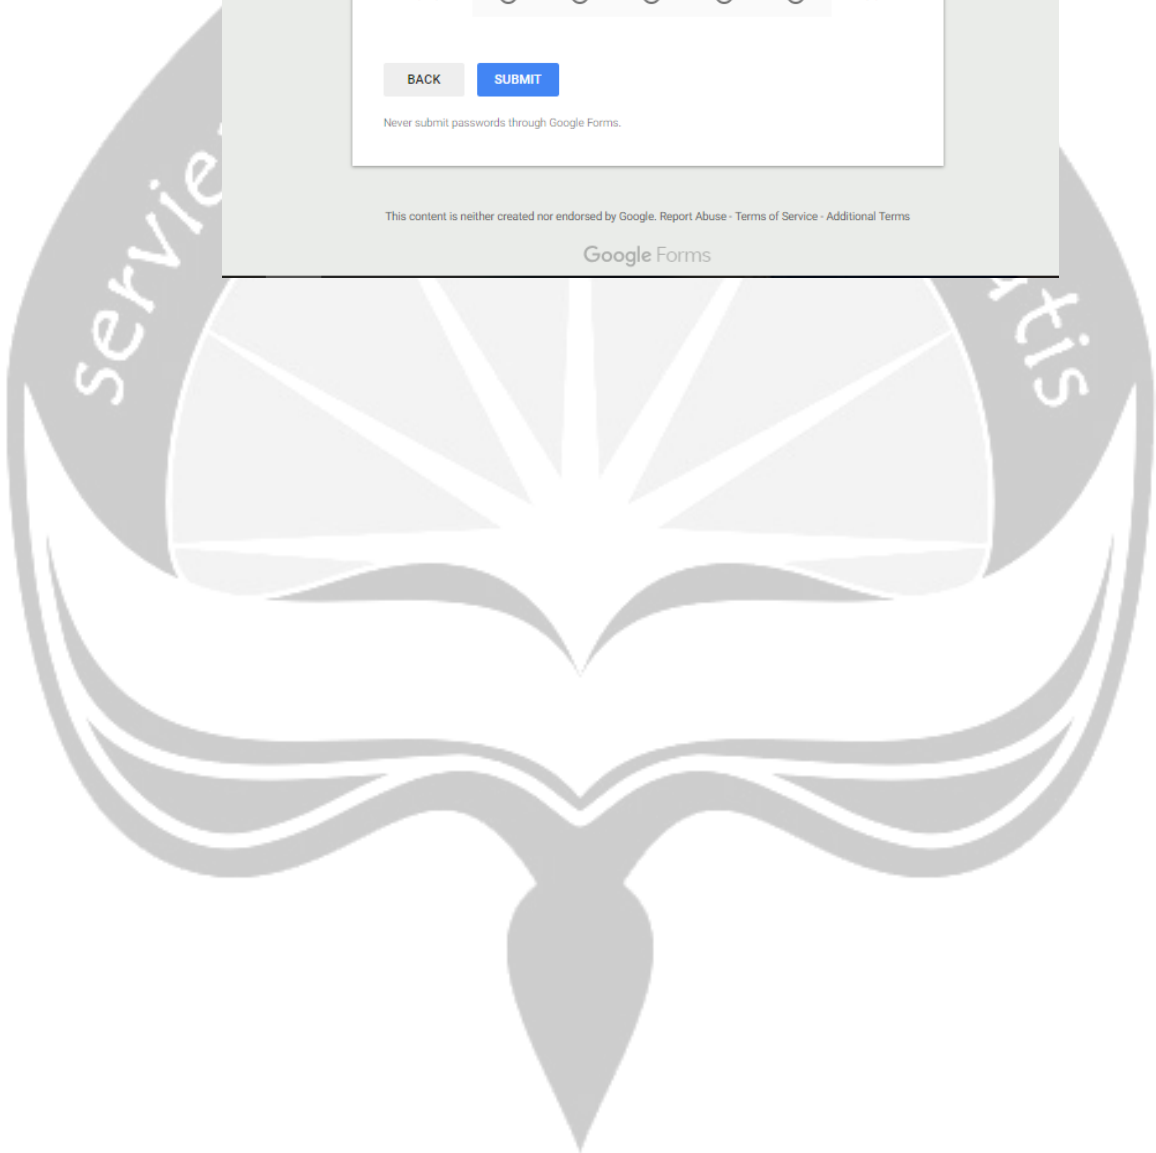 BACK SUBMIT
Never submit passwords through Google Forms.
This content is neither created nor endorsed by Google. Report Abuse - Terms of Service - Additional Terms
Google Forms